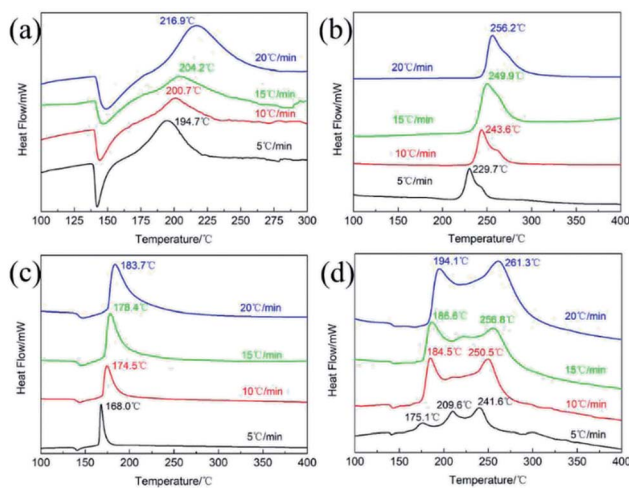 (a)
216.9℃
20℃/min
204.2℃
15℃/min
200.7℃
10℃/min
194.7℃
5℃/min
Heat Flow/mW
100 125 150 175 200 225 250 275 300
Temperature/℃
(b)
256.2℃
20℃/min
249.9℃
15℃/min
243.6℃
10℃/min
229.7℃
5℃/min
Heat Flow/mW
100 150 200 250 300 350 400
Temperature/℃
(c)
183.7℃
20℃/min
178.4℃
15℃/min
174.5℃
10℃/min
168.0℃
5℃/min
Heat Flow/mW
100 150 200 250 300 350 400
Temperature/℃
(d)
194.1℃ 261.3℃
20℃/min
186.6℃ 256.8℃
15℃/min
184.5℃ 250.5℃
10℃/min
175.1℃ 209.6℃ 241.6℃
5℃/min
Heat Flow/mW
100 150 200 250 300 350 400
Temperature/℃